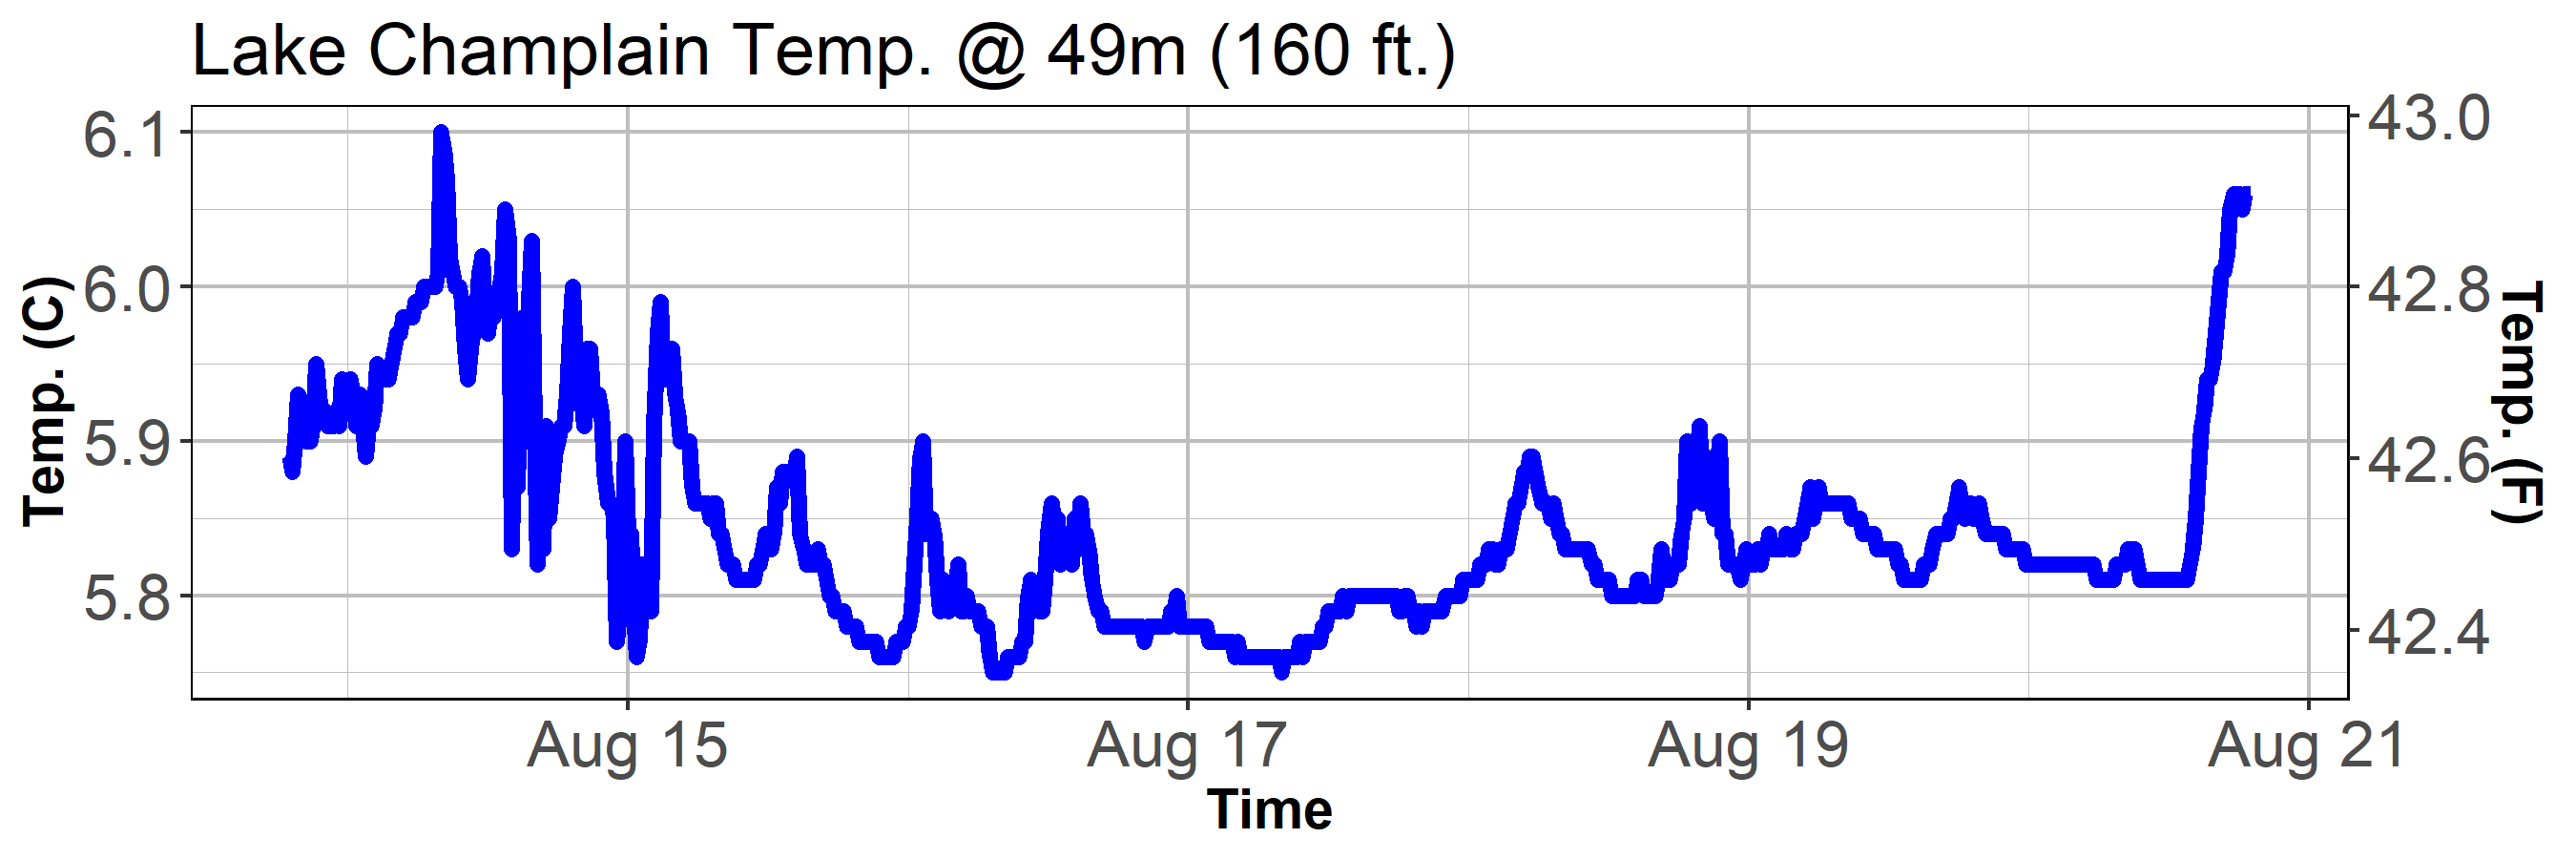 Lake Champlain Temp. @ 49m (160 ft.)
6.1
6.0
5.9
5.8
Temp. (C)
43.0
42.8
42.6
42.4
Temp. (F)
Aug 15 Aug 17 Aug 19 Aug 21
Time